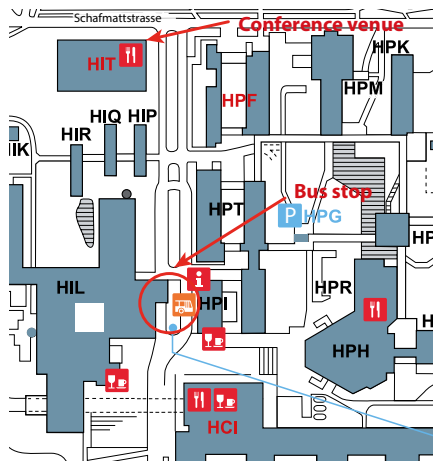 Schafmattstrasse
Conference venue
HPK
HIT
HPF
HPM
HIQ
HIP
HIR
IK
Bus stop
HPT
P HPG
HP
HIL
i
HPI
HPR
H
HPH
HCI